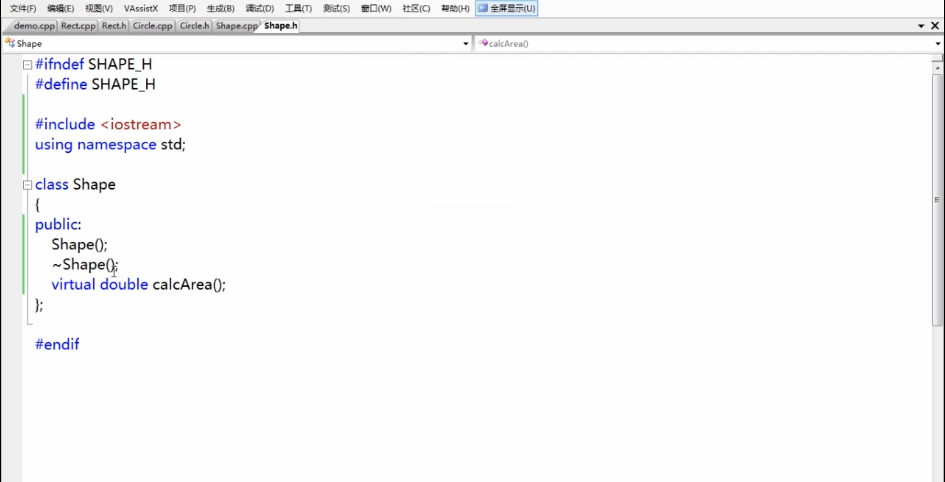 文件(F) 编辑(E) 视图(V) VAssistX 项目(P) 生成(B) 调试(D) 工具(T) 测试(S) 窗口(W) 社区(C) 帮助(H) 全屏显示(U)
demo.cpp Rect.cpp Rect.h Circle.cpp Circle.h Shape.cpp Shape.h
Shape calcArea()
#ifndef SHAPE_H
#define SHAPE_H
#include <iostream>
using namespace std;
class Shape
{
public:
Shape();
~Shape();
virtual double calcArea();
};
#endif